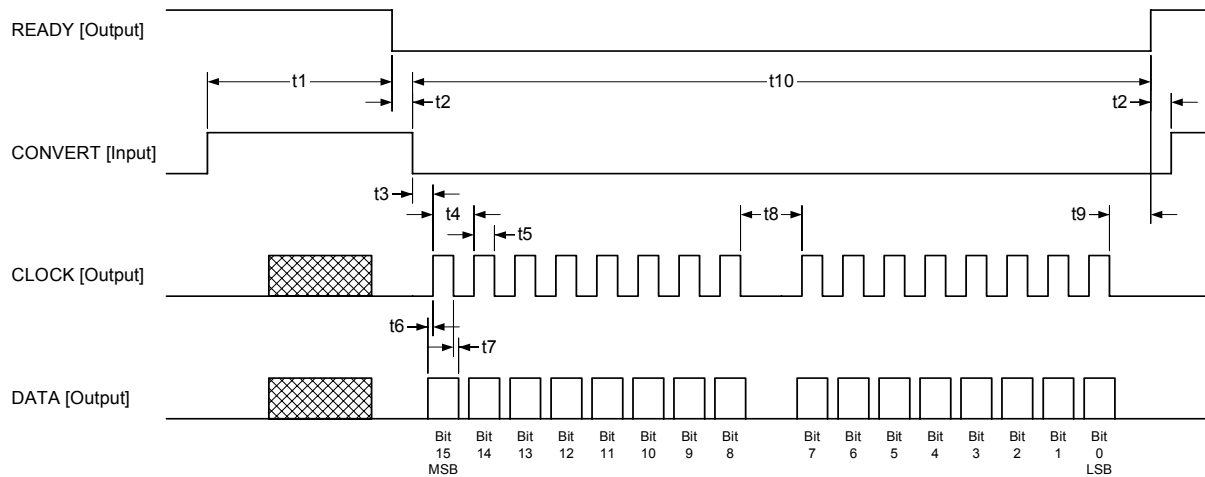 READY [Output]
t1
t10
t2
t2
CONVERT [Input]
t3
t4
t8
t9
t5
CLOCK [Output]
t6
t7
DATA [Output]
Bit Bit Bit Bit Bit Bit Bit Bit Bit Bit Bit Bit Bit Bit Bit Bit
15 14 13 12 11 10 9 8 7 6 5 4 3 2 1 0
MSB LSB